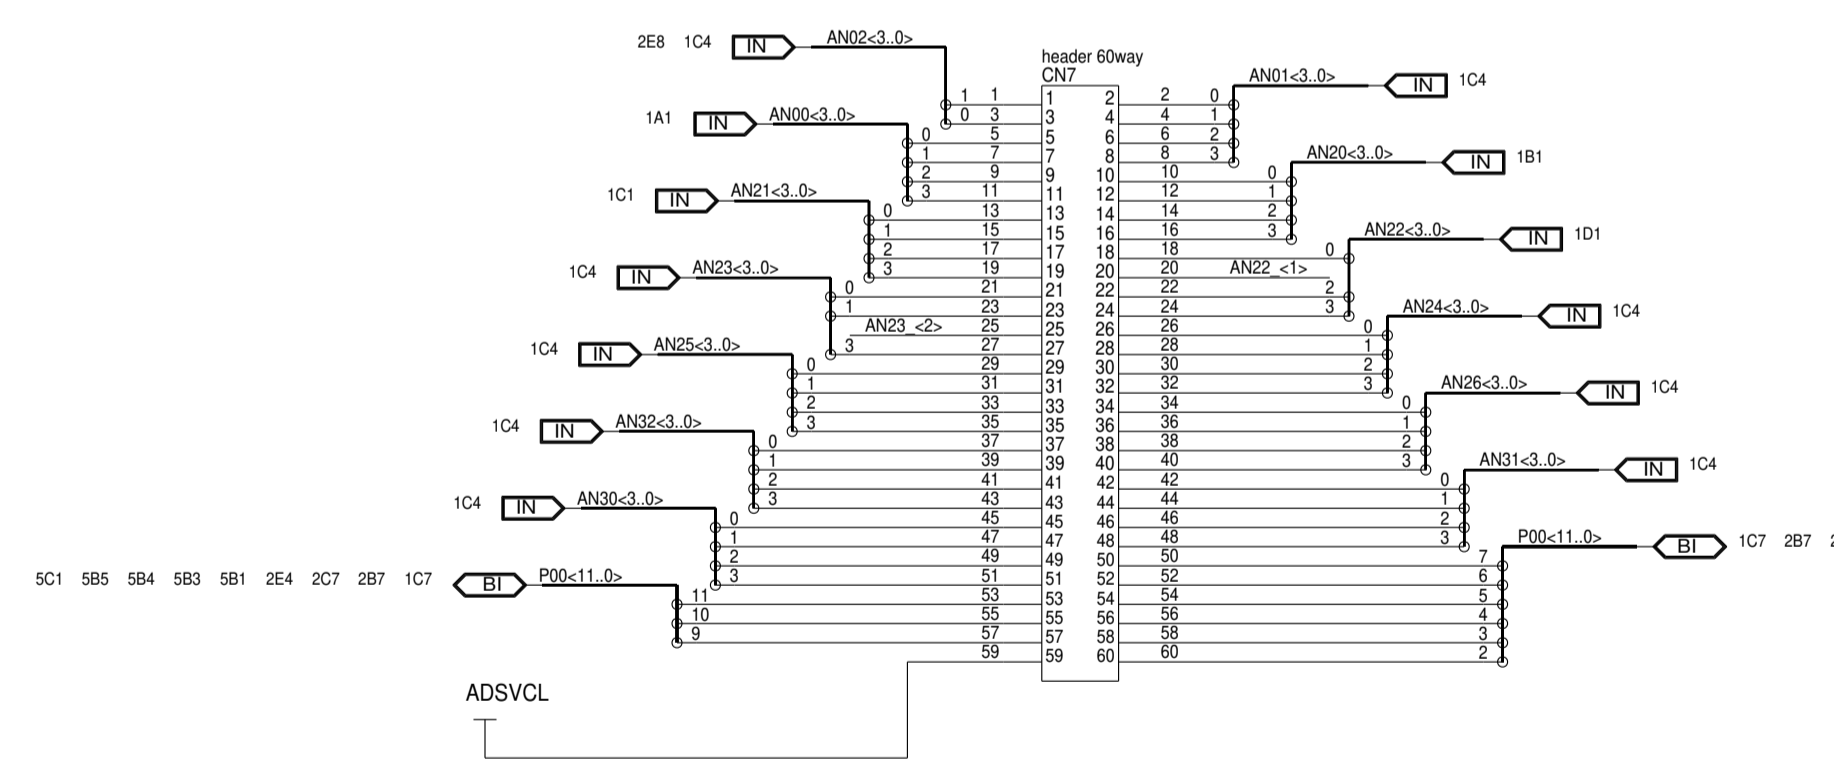 2E8 1C4 IN AN02<3..0>
header 60way
CN7
AN01<3..0> IN 1C4
1 1 1 2 2 0
1A1 IN AN00<3..0> 0 3 3 4 4 1
0 5 5 6 6 2
1 7 7 8 8 3 AN20<3..0> IN 1B1
2 9 9 10 10 0
1C1 IN AN21<3..0> 3 11 11 12 12 1
0 13 13 14 14 2
1 15 15 16 16 3 AN22<3..0> IN 1D1
2 17 17 18 18 0
1C4 IN AN23<3..0> 3 19 19 20 20 AN22_<1>
0 21 21 22 22 2
1 23 23 24 24 3 AN24<3..0> IN 1C4
AN23_<2> 25 25 26 26 0
1C4 IN AN25<3..0> 3 27 27 28 28 1
0 29 29 30 30 2
1 31 31 32 32 3 AN26<3..0> IN 1C4
2 33 33 34 34 0
1C4 IN AN32<3..0> 3 35 35 36 36 1
0 37 37 38 38 2
1 39 39 40 40 3 AN31<3..0> IN 1C4
2 41 41 42 42 0
1C4 IN AN30<3..0> 3 43 43 44 44 1
0 45 45 46 46 2
1 47 47 48 48 3 P00<11..0> BI 1C7 2B7
2 49 49 50 50 7
5C1 5B5 5B4 5B3 5B1 2E4 2C7 2B7 1C7 BI P00<11..0> 3 51 51 52 52 6
11 53 53 54 54 5
10 55 55 56 56 4
9 57 57 58 58 3
59 59 60 60 2
ADSVCL